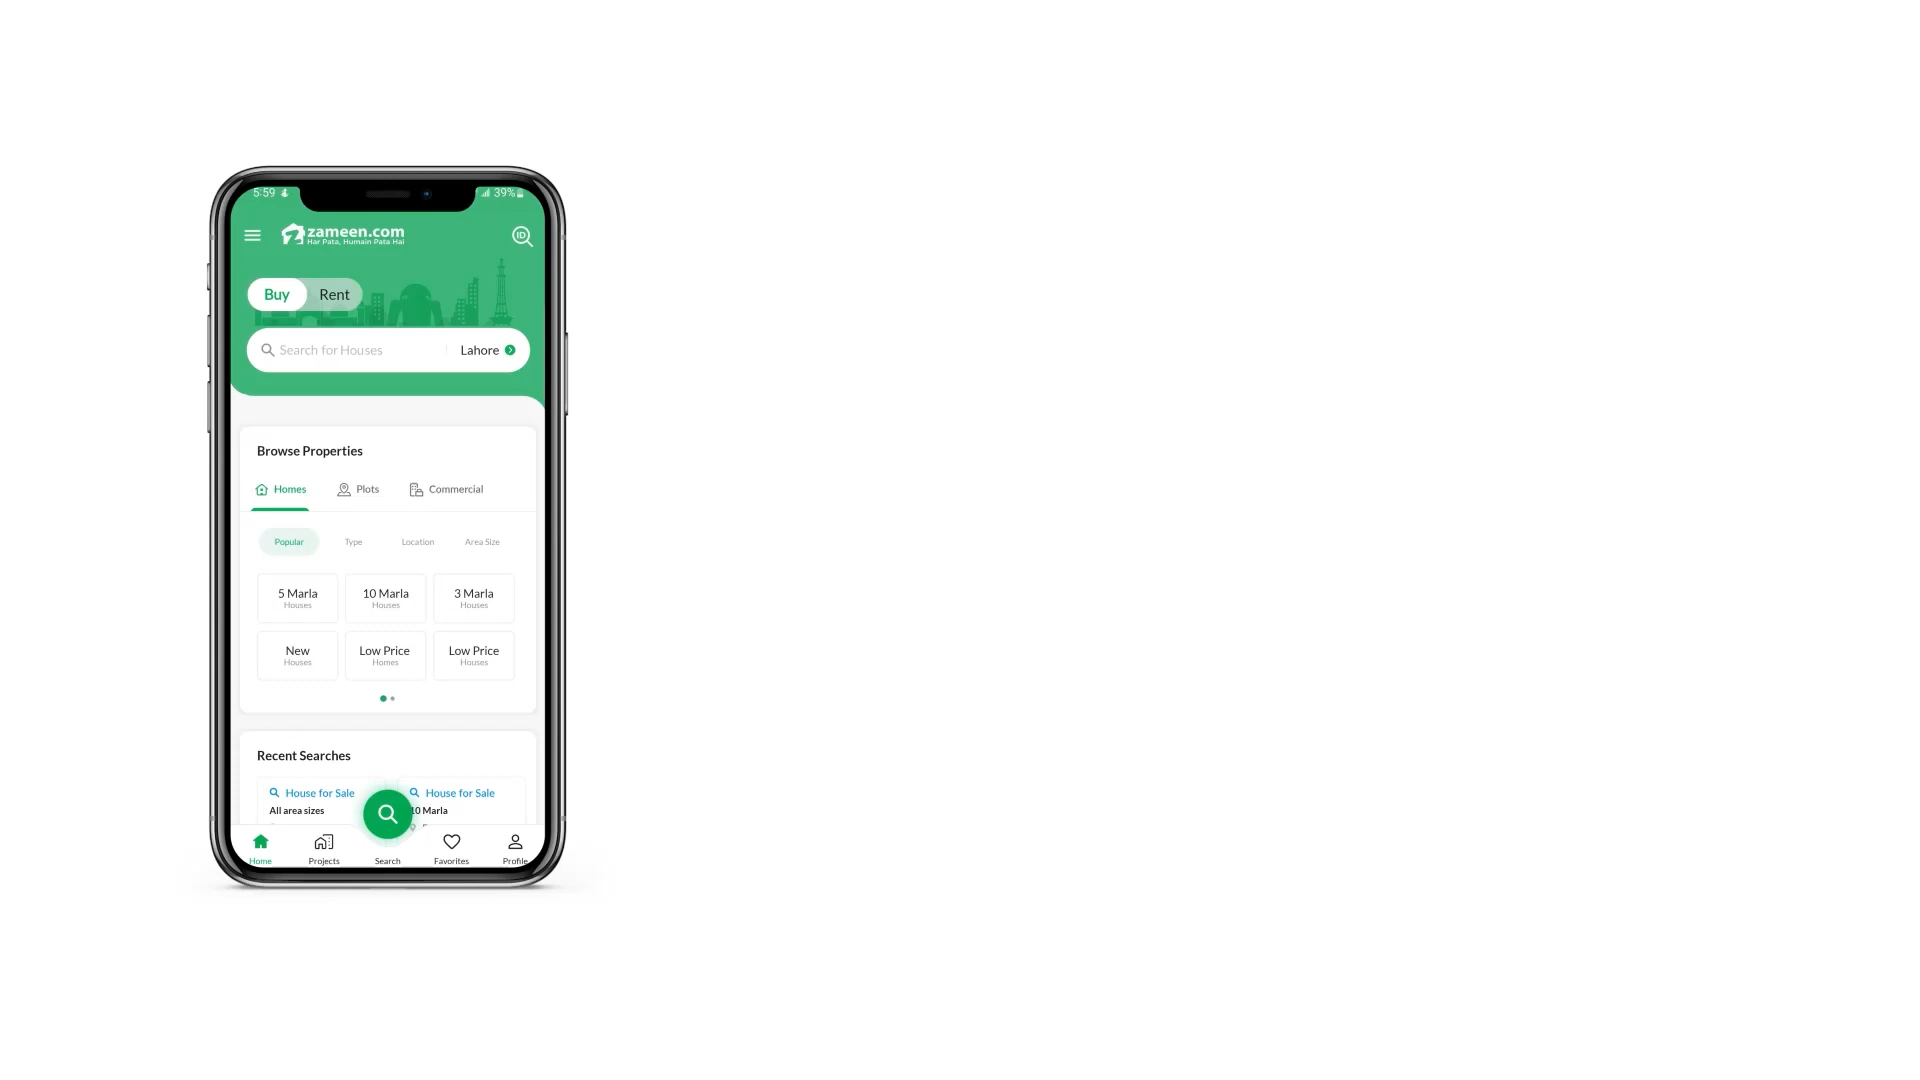 5:59 39%
zameen.com
Har Pata, Humain Pata Hai
ID
Buy Rent
Search for Houses Lahore
Browse Properties
Homes Plots Commercial
Popular Type Location Area Size
5 Marla 10 Marla 3 Marla
Houses Houses Houses
New Low Price Low Price
Houses Homes Houses
Recent Searches
House for Sale House for Sale
All area sizes 10 Marla
Home Projects Search Favorites Profile